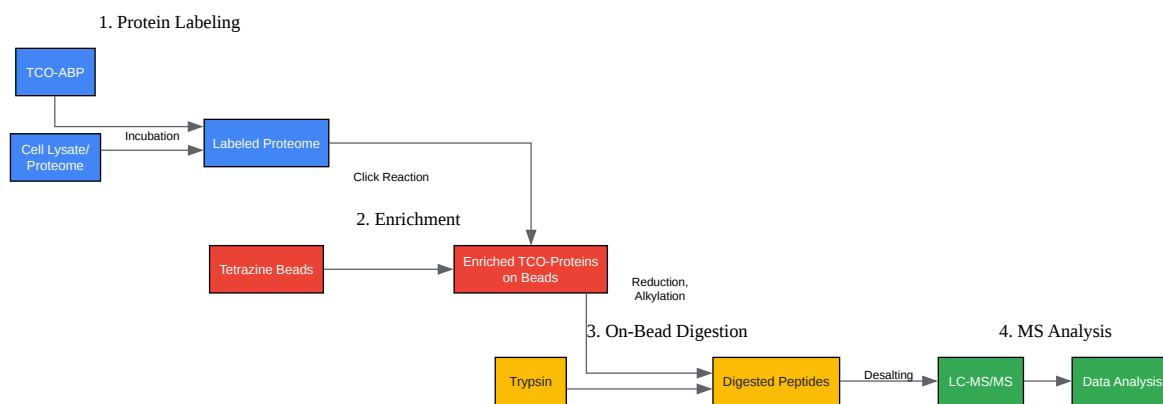 1. Protein Labeling
TCO-ABP
Incubation
Cell Lysate/
Proteome
Labeled Proteome
Click Reaction
2. Enrichment
Tetrazine Beads
Enriched TCO-Proteins
on Beads
Reduction,
Alkylation
3. On-Bead Digestion
4. MS Analysis
Trypsin
Digested Peptides
Desalting
LC-MS/MS
Data Analysis